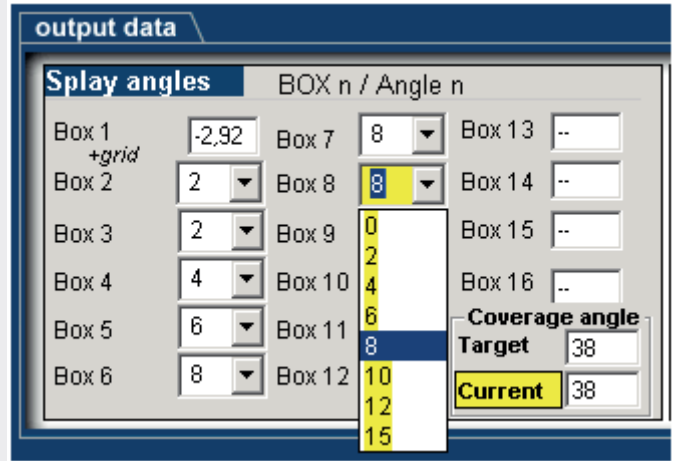 output data
Splay angles BOX n / Angle n
Box 1 -2,92 Box 7 8 Box 13 --
+grid
Box 2 2 Box 8 8 Box 14 --
Box 3 2 Box 9 0 Box 15 --
2
Box 4 4 Box 10 4 Box 16 --
6 Coverage angle
Box 5 6 Box 11 8 Target 38
Box 6 8 Box 12 10 Current 38
12
15